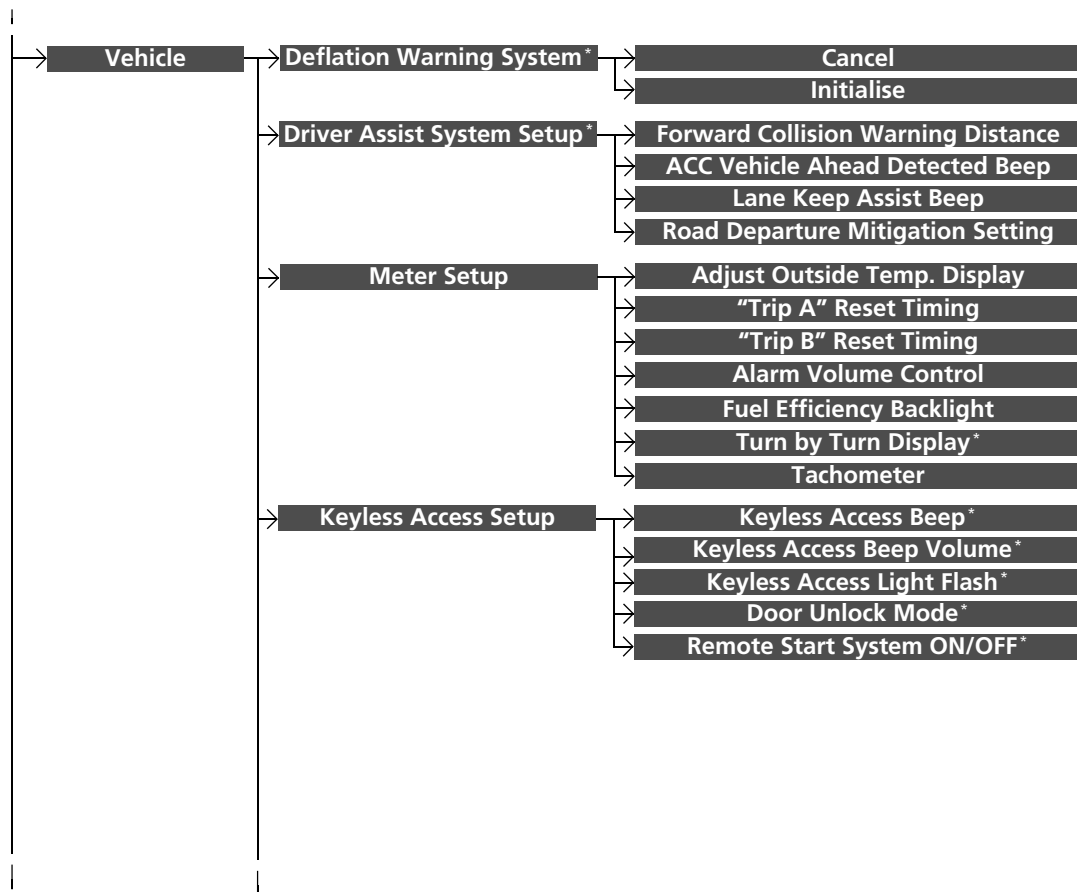 Vehicle
Deflation Warning System*
Cancel
Initialise
Driver Assist System Setup*
Forward Collision Warning Distance
ACC Vehicle Ahead Detected Beep
Lane Keep Assist Beep
Road Departure Mitigation Setting
Meter Setup
Adjust Outside Temp. Display
“Trip A” Reset Timing
“Trip B” Reset Timing
Alarm Volume Control
Fuel Efficiency Backlight
Turn by Turn Display*
Tachometer
Keyless Access Setup
Keyless Access Beep*
Keyless Access Beep Volume*
Keyless Access Light Flash*
Door Unlock Mode*
Remote Start System ON/OFF*